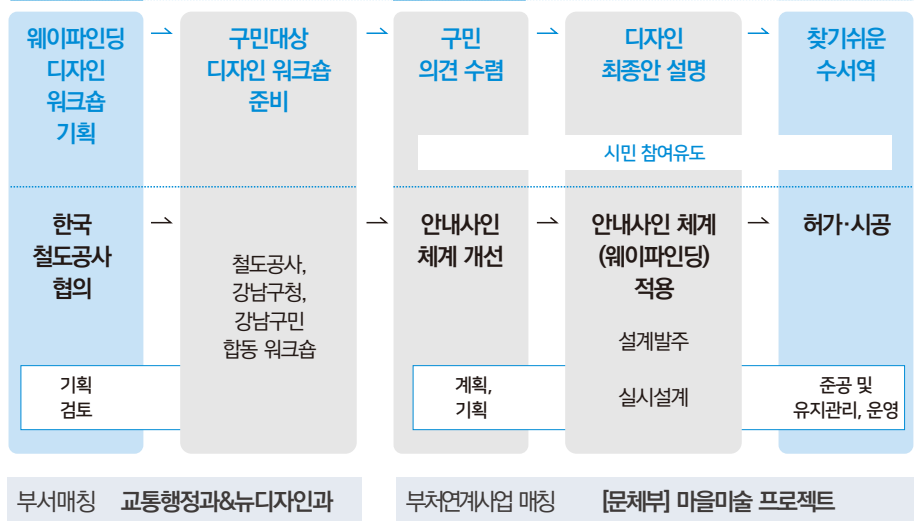 웨이파인딩
디자인
워크숍
기획
→
구민대상
디자인 워크숍
준비
→
구민
의견 수렴
→
디자인
최종안 설명
→
찾기쉬운
수서역
시민 참여유도
한국
철도공사
협의
→
철도공사,
강남구청,
강남구민
합동 워크숍
→
안내사인
체계 개선
→
안내사인 체계
(웨이파인딩)
적용
→
허가·시공
설계발주
실시설계
기획
검토
계획,
기획
준공 및
유지관리, 운영
부서매칭 교통행정과&뉴디자인과
부처연계사업 매칭 [문체부] 마을미술 프로젝트